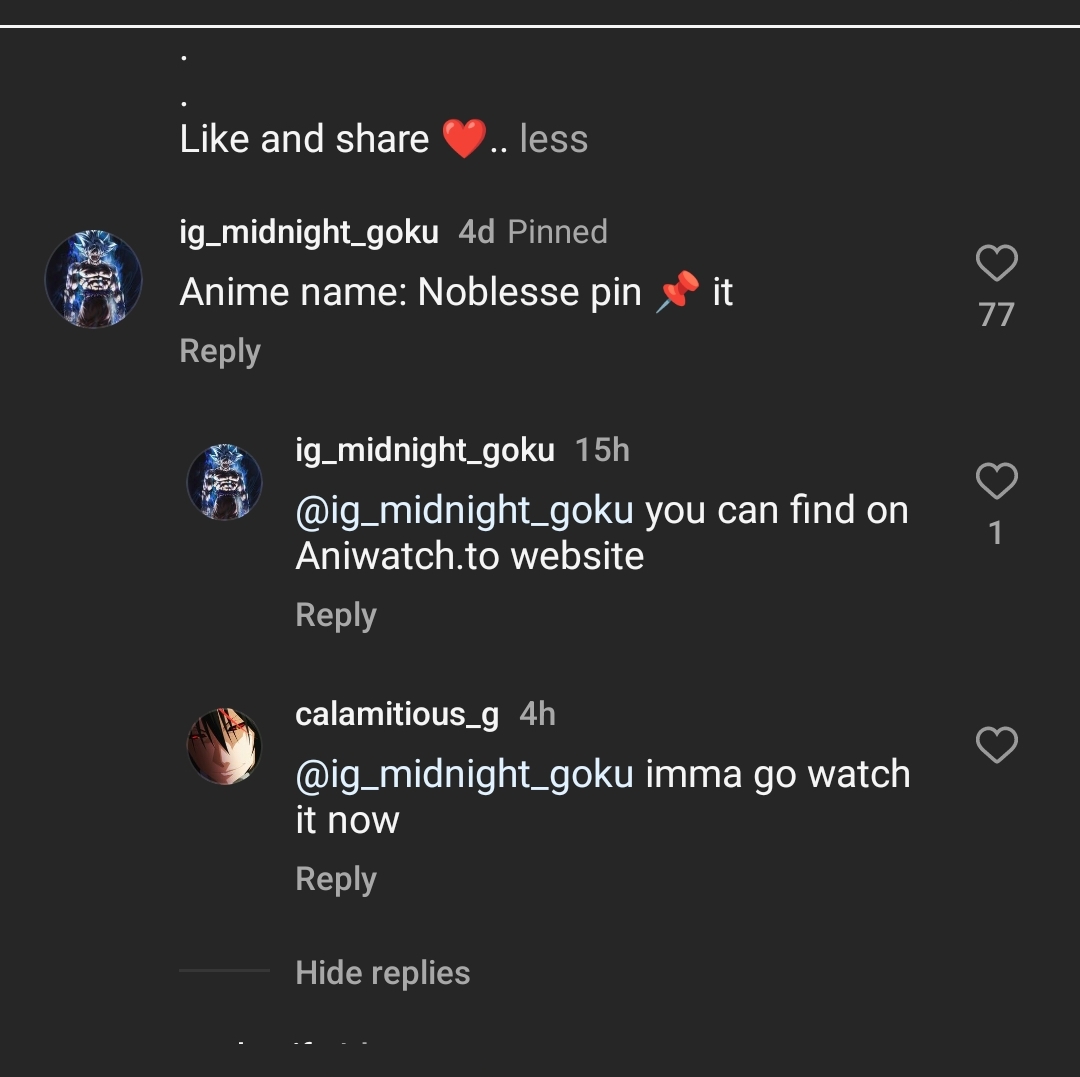 .
.
Like and share ❤️.. less
ig_midnight_goku 4d Pinned
Anime name: Noblesse pin 📌 it
77
Reply
ig_midnight_goku 15h
@ig_midnight_goku you can find on
Aniwatch.to website
1
Reply
calamitious_g 4h
@ig_midnight_goku imma go watch
it now
Reply
Hide replies